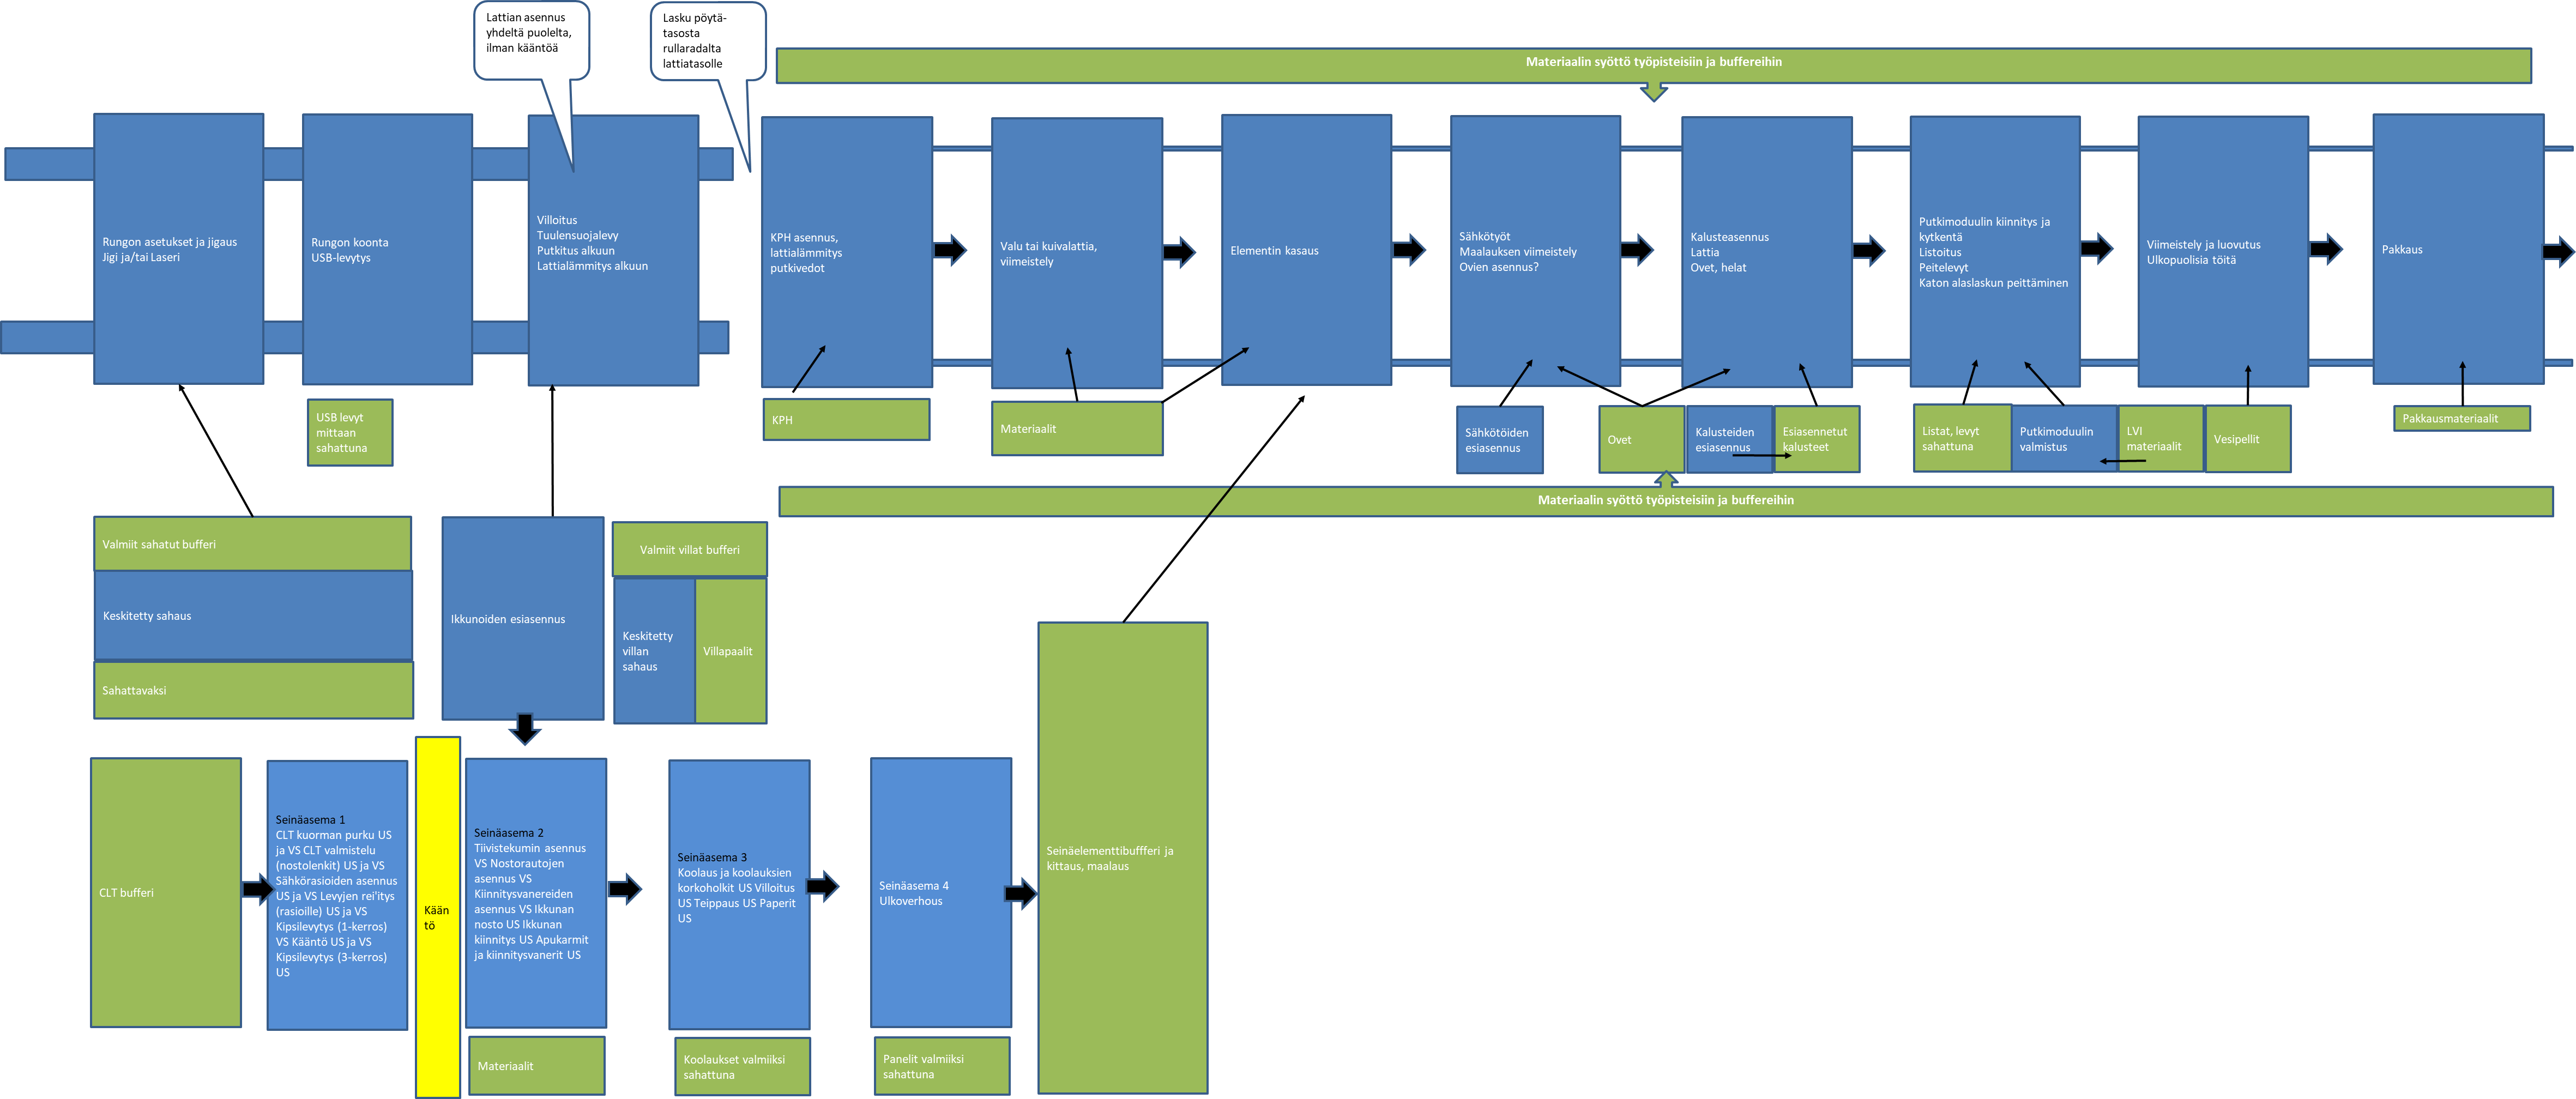 Lattian asennus
yhdeltä puolelta,
ilman kääntöä
Lasku pöytä-
tasosta
rullaradalta
lattiatasolle
Materiaalin syöttö työpisteisiin ja buffereihin
Rungon asetukset ja jigaus
Jigi ja/tai Laseri
Rungon koonta
USB-levytys
Villoitus
Tuulensuojalevy
Putkitus alkuun
Lattialämmitys alkuun
KPH asennus,
lattialämmitys
putkivedot
Valu tai kuivalattia,
viimeistely
Elementin kasaus
Sähkötyöt
Maalauksen viimeistely
Ovien asennus?
Kalusteasennus
Lattia
Ovet, helat
Putkimoduulin kiinnitys ja
kytkentä
Listoitus
Peitelevyt
Katon alaslaskun peittäminen
Viimeistely ja luovutus
Ulkopuolisia töitä
Pakkaus
USB levyt
mittaan
sahattuna
KPH
Materiaalit
Sähkötöiden
esiasennus
Ovet
Kalusteiden
esiasennus
Esiasennetut
kalusteet
Listat, levyt
sahattuna
Putkimoduulin
valmistus
LVI
materiaalit
Vesipellit
Pakkausmateriaalit
Materiaalin syöttö työpisteisiin ja buffereihin
Valmiit sahatut bufferi
Keskitetty sahaus
Sahattavaksi
Ikkunoiden esiasennus
Valmiit villat bufferi
Keskitetty
villan
sahaus
Villapaalit
CLT bufferi
Seinäasema 1
CLT kuorman purku US
ja VS CLT valmistelu
(nostolenkit) US ja VS
Sähkörasioiden asennus
US ja VS Levyjen rei'itys
(rasioille) US ja VS
Kipsilevytys (1-kerros)
VS Kääntö US ja VS
Kipsilevytys (3-kerros)
US
Kään
tö
Seinäasema 2
Tiivistekumin asennus
VS Nostorautojen
asennus VS
Kiinnitysvanereiden
asennus VS Ikkunan
nosto US Ikkunan
kiinnitys US Apukarmit
ja kiinnitysvanerit US
Materiaalit
Seinäasema 3
Koolaus ja koolauksien
korkoholkit US Villoitus
US Teippaus US Paperit
US
Koolaukset valmiiksi
sahattuna
Seinäasema 4
Ulkoverhous
Panelit valmiiksi
sahattuna
Seinäelementtibuffferi ja
kittaus, maalaus